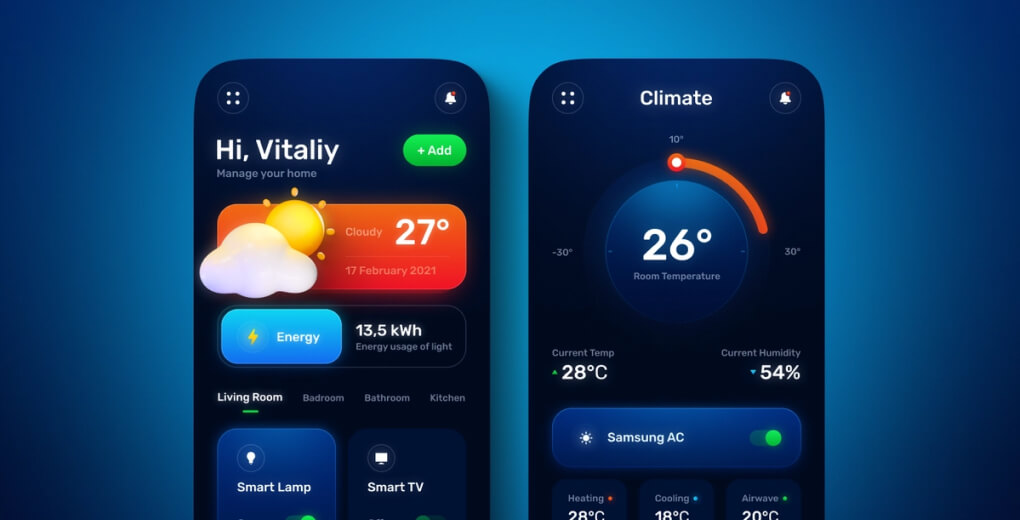 Hi, Vitaliy
+ Add
Manage your home
Cloudy
27°
17 February 2021
Energy
13,5 kWh
Energy usage of light
Living Room
Badroom
Bathroom
Kitchen
Smart Lamp
Smart TV
Climate
10°
-30°
30°
26°
Room Temperature
Current Temp
28°C
Current Humidity
54%
Samsung AC
Heating
28°C
Cooling
18°C
Airwave
20°C